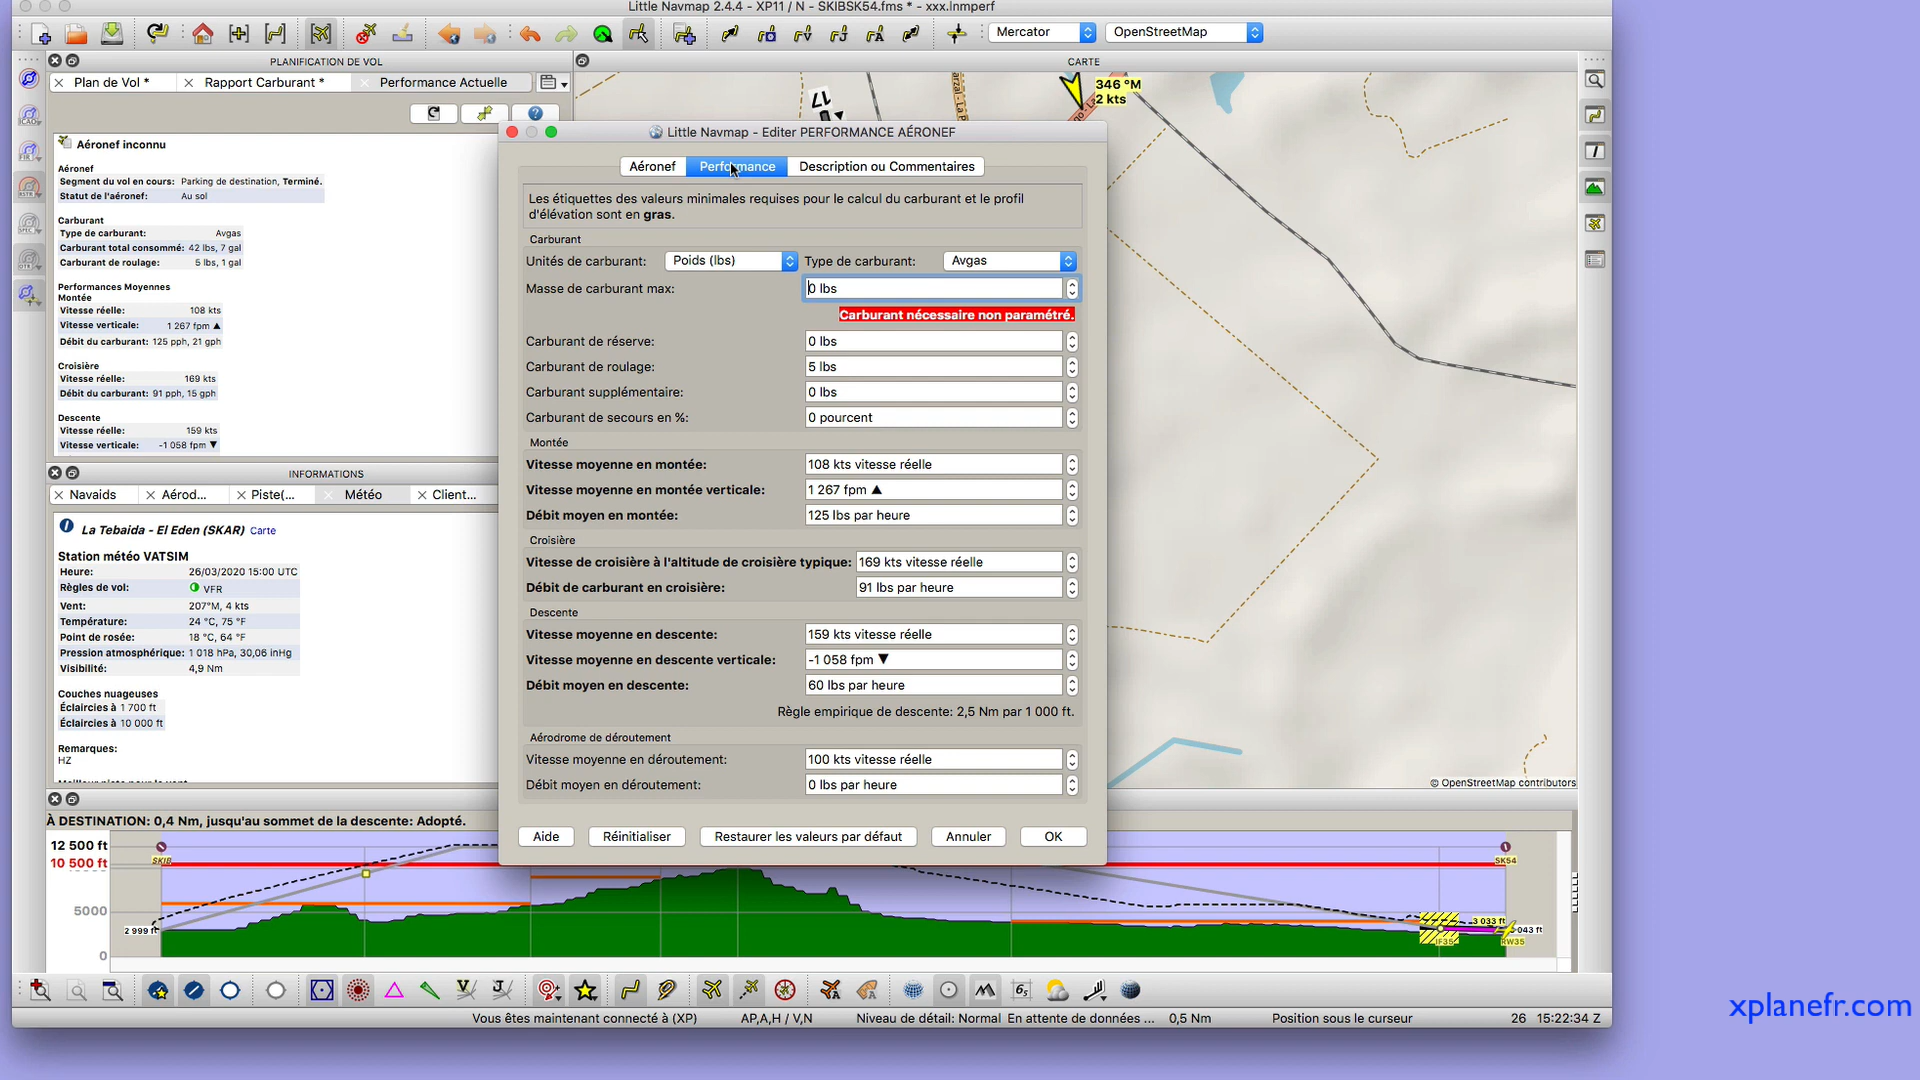 Little Navmap 2.4.4 - XP11 / N - SKIBSK54.fms * - xxx.lnmperf
Mercator
OpenStreetMap
PLANIFICATION DE VOL
CARTE
Plan de Vol *
Rapport Carburant *
Performance Actuelle
346 °M
2 kts
17
Aéronef inconnu
Aéronef
Segment du vol en cours: Parking de destination, Terminé.
Statut de l'aéronef: Au sol
Carburant
Type de carburant: Avgas
Carburant total consommé: 42 lbs, 7 gal
Carburant de roulage: 5 lbs, 1 gal
Performances Moyennes
Montée
Vitesse réelle: 108 kts
Vitesse verticale: 1 267 fpm ▲
Débit du carburant: 125 pph, 21 gph
Croisière
Vitesse réelle: 169 kts
Débit du carburant: 91 pph, 15 gph
Descente
Vitesse réelle: 159 kts
Vitesse verticale: -1 058 fpm ▼
INFORMATIONS
Navaids
Aérod...
Piste(...
Météo
Client...
La Tebaida - El Eden (SKAR) Carte
Station météo VATSIM
Heure: 26/03/2020 15:00 UTC
Règles de vol: VFR
Vent: 207°M, 4 kts
Température: 24 °C, 75 °F
Point de rosée: 18 °C, 64 °F
Pression atmosphérique: 1 018 hPa, 30,06 inHg
Visibilité: 4,9 Nm
Couches nuageuses
Éclaircies à 1 700 ft
Éclaircies à 10 000 ft
Remarques:
HZ
Little Navmap - Editer PERFORMANCE AÉRONEF
Aéronef
Performance
Description ou Commentaires
Les étiquettes des valeurs minimales requises pour le calcul du carburant et le profil
d'élévation sont en gras.
Carburant
Unités de carburant: Poids (lbs) Type de carburant: Avgas
Masse de carburant max: 0 lbs
Carburant nécessaire non paramétré.
Carburant de réserve: 0 lbs
Carburant de roulage: 5 lbs
Carburant supplémentaire: 0 lbs
Carburant de secours en %: 0 pourcent
Montée
Vitesse moyenne en montée: 108 kts vitesse réelle
Vitesse moyenne en montée verticale: 1 267 fpm ▲
Débit moyen en montée: 125 lbs par heure
Croisière
Vitesse de croisière à l'altitude de croisière typique: 169 kts vitesse réelle
Débit de carburant en croisière: 91 lbs par heure
Descente
Vitesse moyenne en descente: 159 kts vitesse réelle
Vitesse moyenne en descente verticale: -1 058 fpm ▼
Débit moyen en descente: 60 lbs par heure
Règle empirique de descente: 2,5 Nm par 1 000 ft.
Aérodrome de déroutement
Vitesse moyenne en déroutement: 100 kts vitesse réelle
Débit moyen en déroutement: 0 lbs par heure
Aide
Réinitialiser
Restaurer les valeurs par défaut
Annuler
OK
© OpenStreetMap contributors
À DESTINATION: 0,4 Nm, jusqu'au sommet de la descente: Adopté.
12 500 ft
10 500 ft
5000
2 999 ft
0
SKIB
SK54
3 033 ft
043 ft
IF35
RW35
Vous êtes maintenant connecté à (XP)
AP,A,H / V,N
Niveau de détail: Normal
En attente de données ...
0,5 Nm
Position sous le curseur
26
15:22:34 Z
xplanefr.com